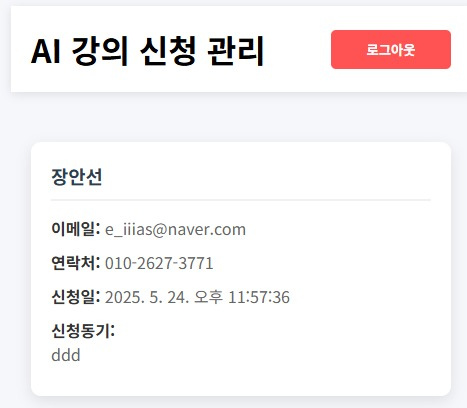 AI 강의 신청 관리
로그아웃
장안선
이메일: e_iiias@naver.com
연락처: 010-2627-3771
신청일: 2025. 5. 24. 오후 11:57:36
신청동기:
ddd